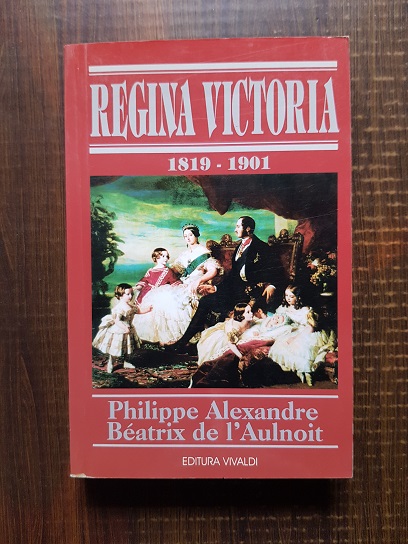 REGINA VICTORIA
1819 - 1901
Philippe Alexandre
Béatrix de l'Aulnoit
EDITURA VIVALDI